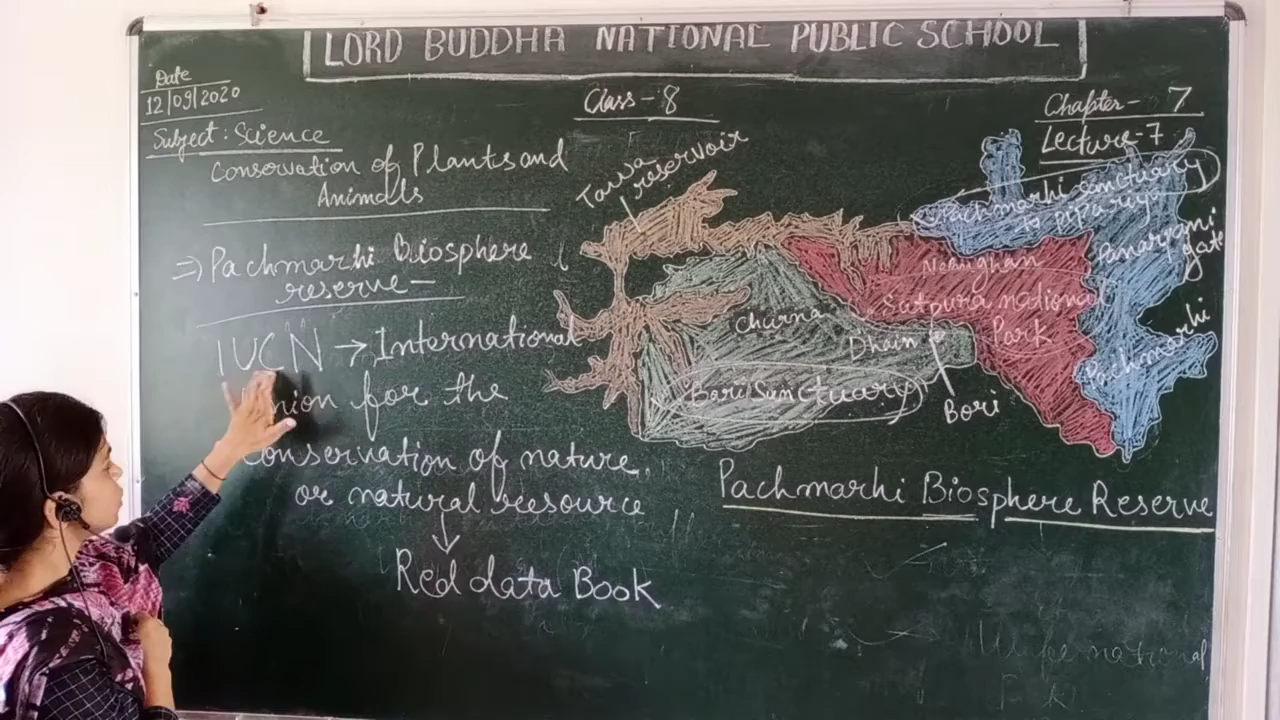 LORD BUDDHA NATIONAL PUBLIC SCHOOL
Date
12/09/2020
Class - 8
Chapter - 7
Subject : Science
Lecture - 7
Conservation of Plants and
Animals
⇒ Pachmarhi Biosphere
reserve -
IUCN → International
Union for the
Conservation of nature,
or natural resource
↓
Red data Book
Tawa
reservoir
Pachmarhi sanctuary
to pipariya
Panarpani
gate
Satpura national
Park
Churna
Dhain
Pachmarhi
Bori Sanctuary
Bori
Pachmarhi Biosphere Reserve
national